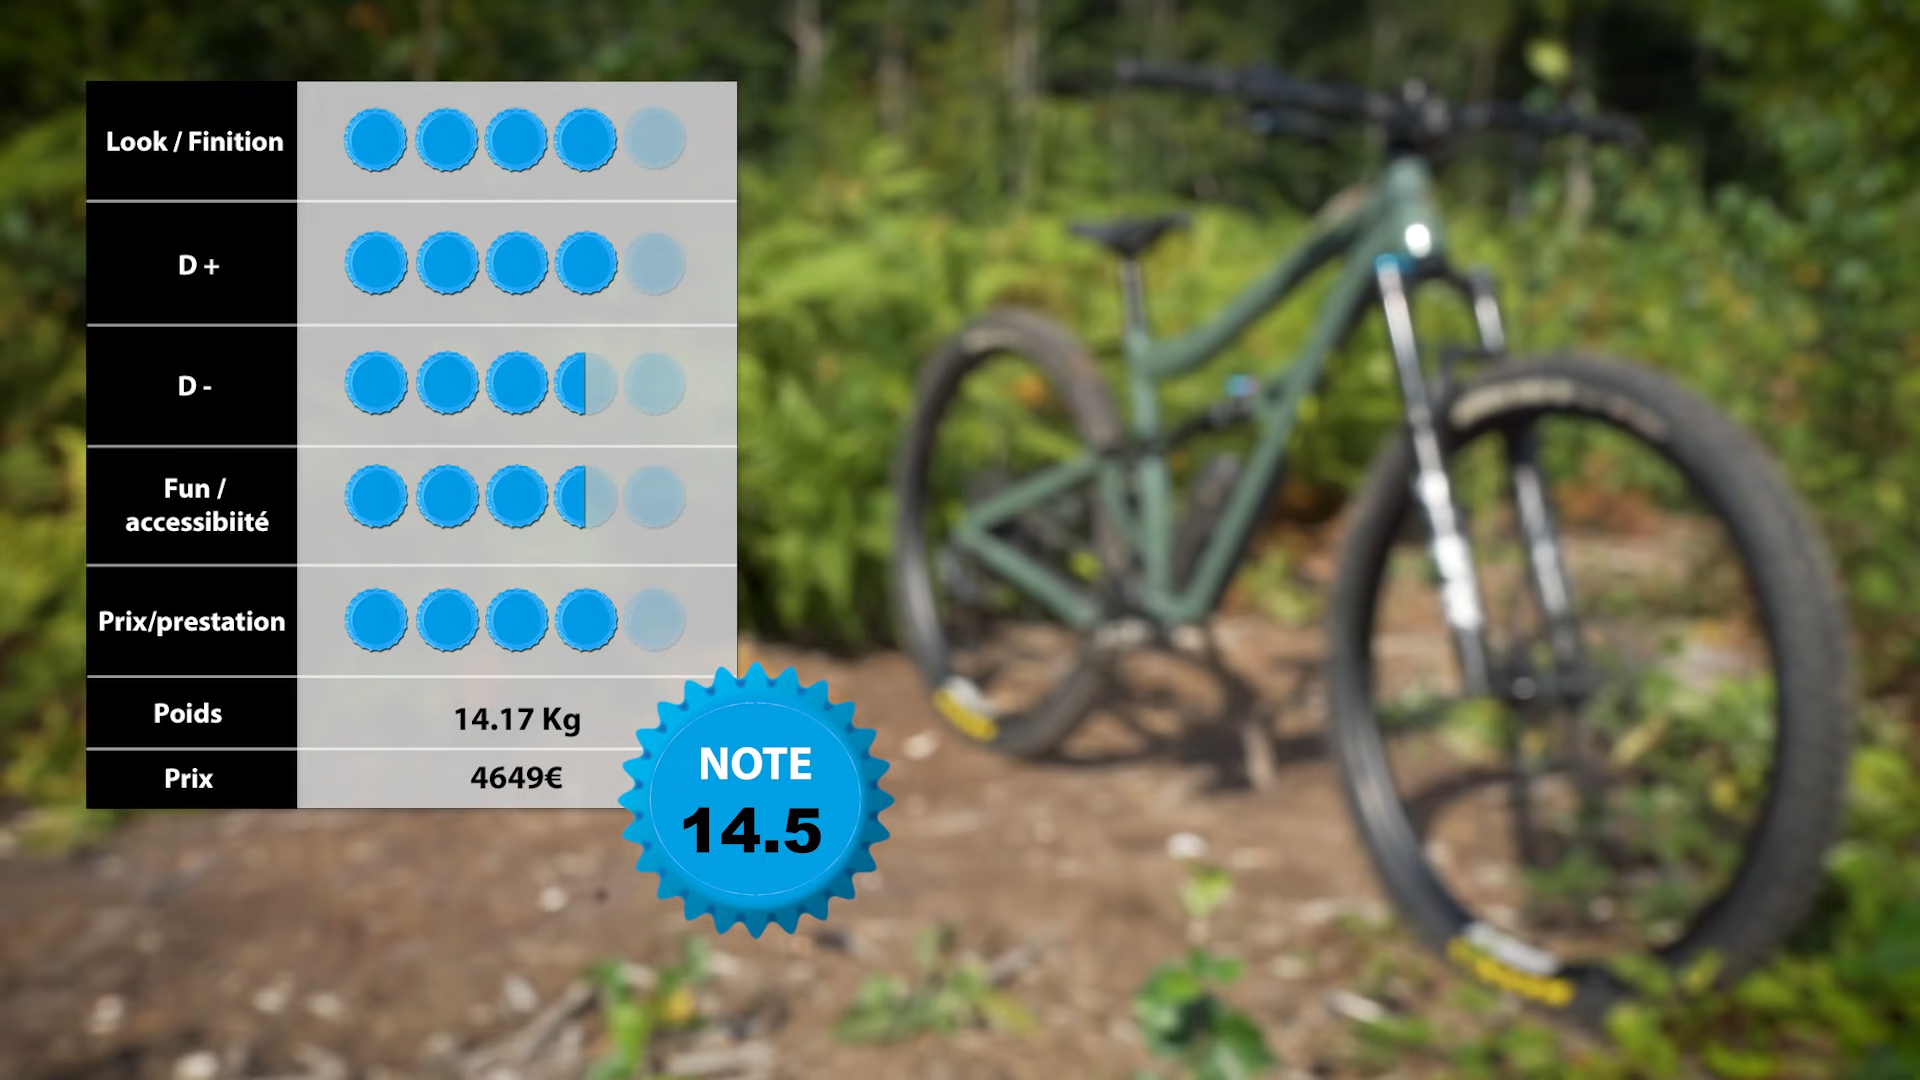 Look / Finition
D +
D -
Fun /
accessibiité
Prix/prestation
Poids
14.17 Kg
Prix
4649€
NOTE
14.5